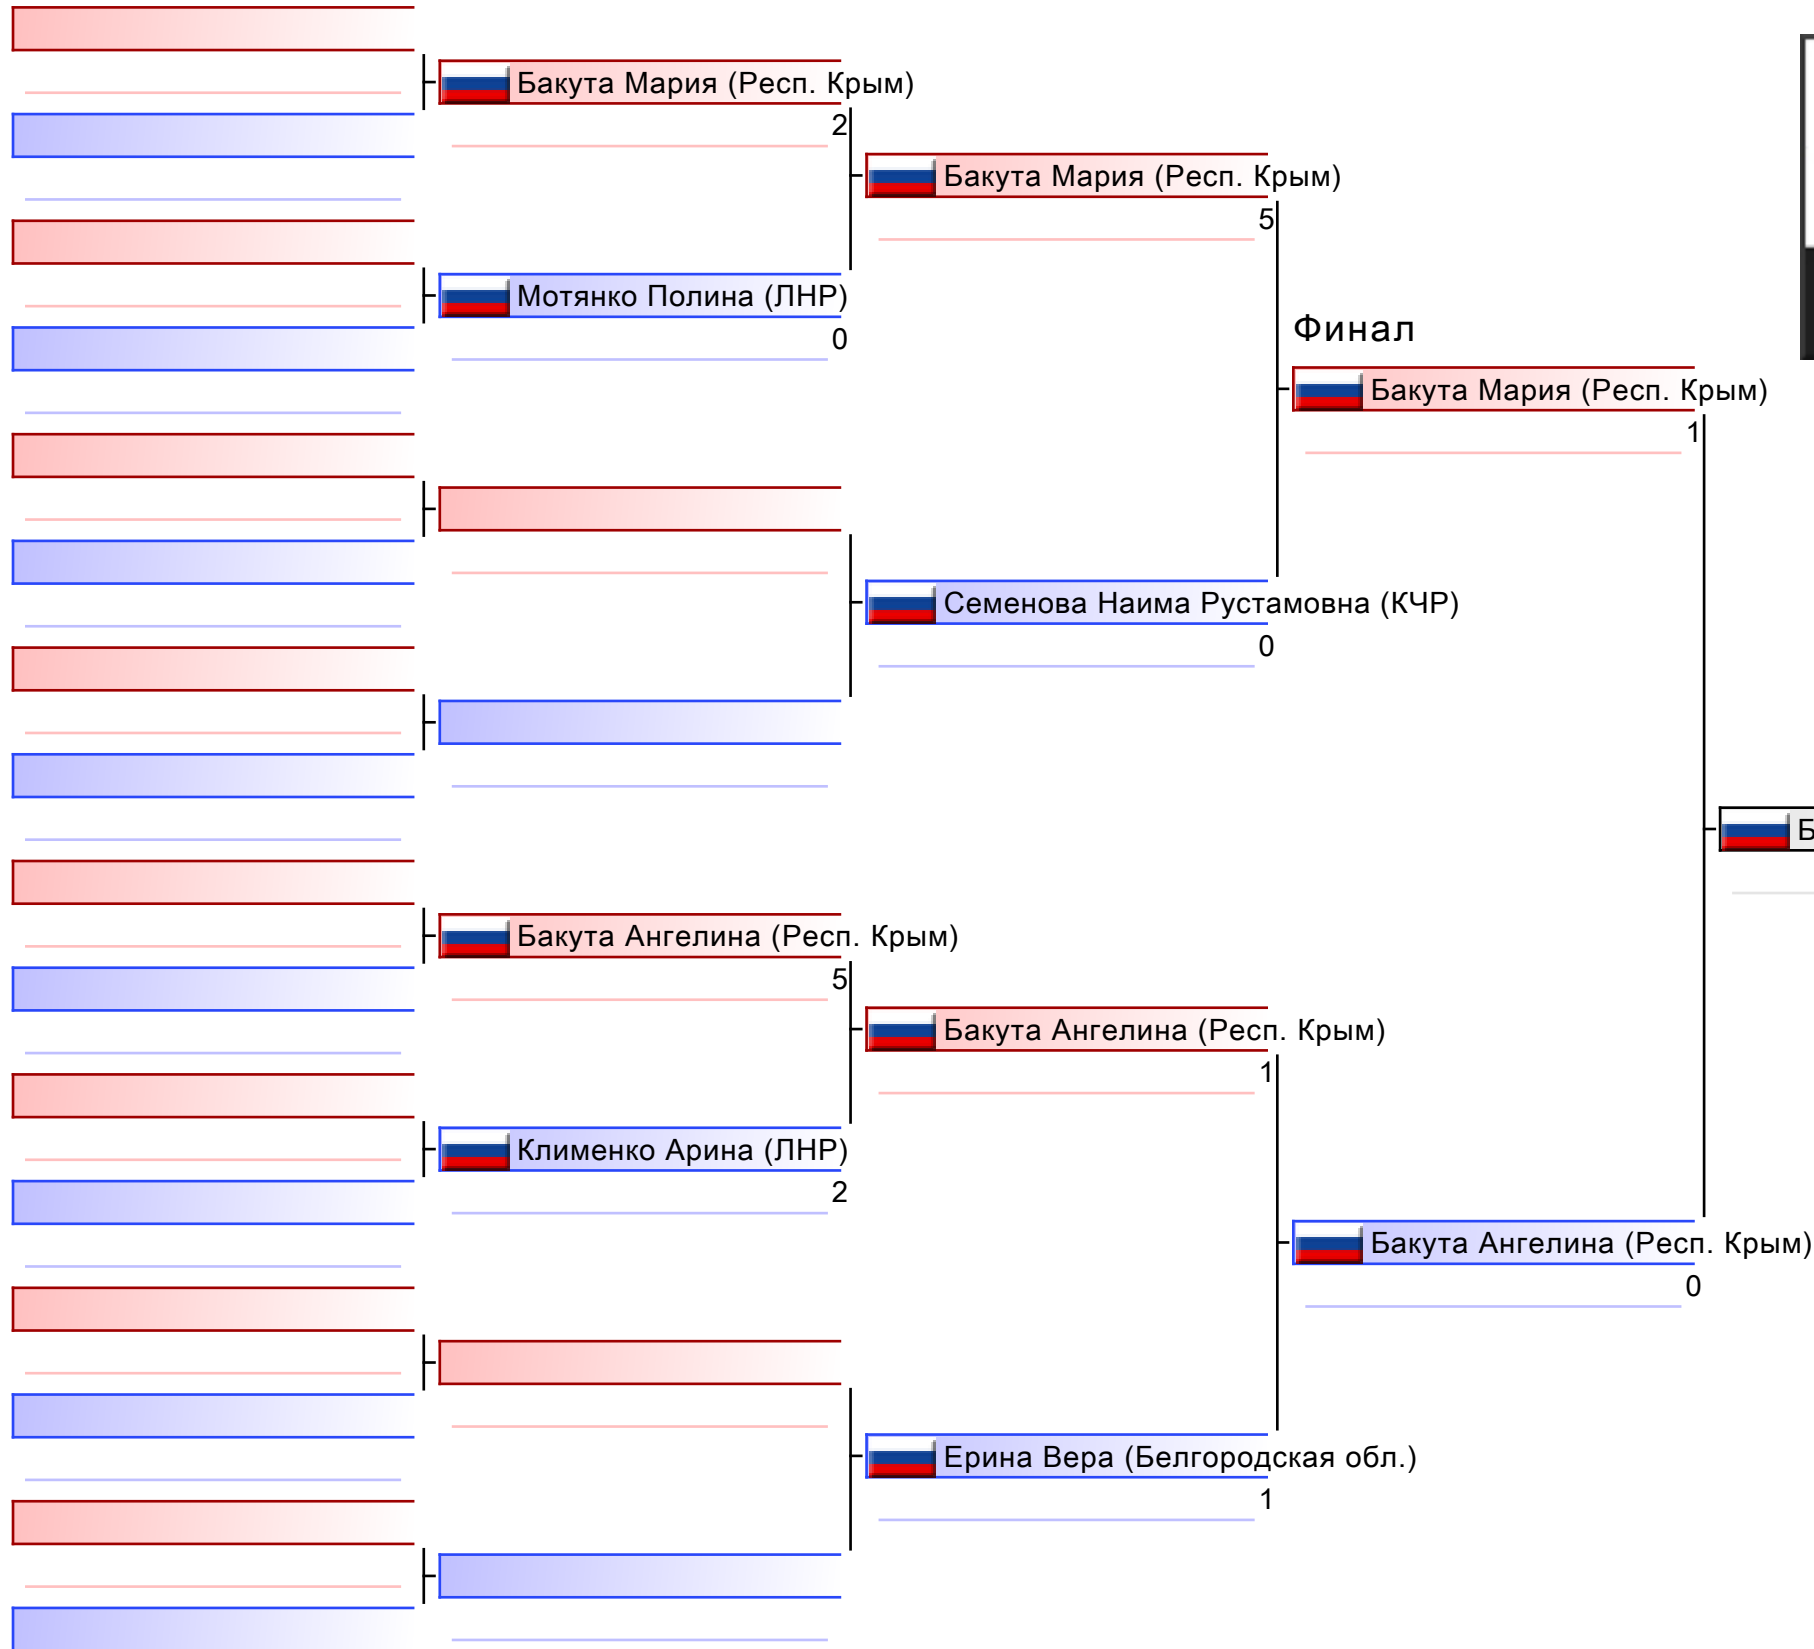 Бакута Мария (Респ. Крым)
2
Бакута Мария (Респ. Крым)
5
Мотянко Полина (ЛНР)
0
Финал
Бакута Мария (Респ. Крым)
1
Семенова Наима Рустамовна (КЧР)
0
Б
Бакута Ангелина (Респ. Крым)
5
Бакута Ангелина (Респ. Крым)
1
Клименко Арина (ЛНР)
2
Бакута Ангелина (Респ. Крым)
0
Ерина Вера (Белгородская обл.)
1